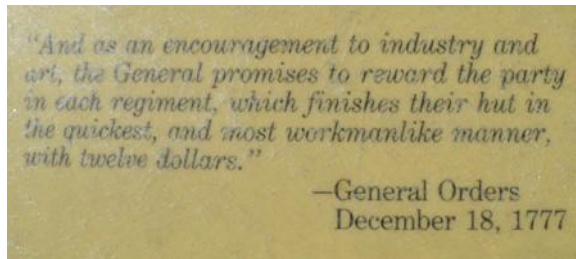 "And as an encouragement to industry and
art, the General promises to reward the party
in each regiment, which finishes their hut in
the quickest, and most workmanlike manner,
with twelve dollars."
—General Orders
December 18, 1777